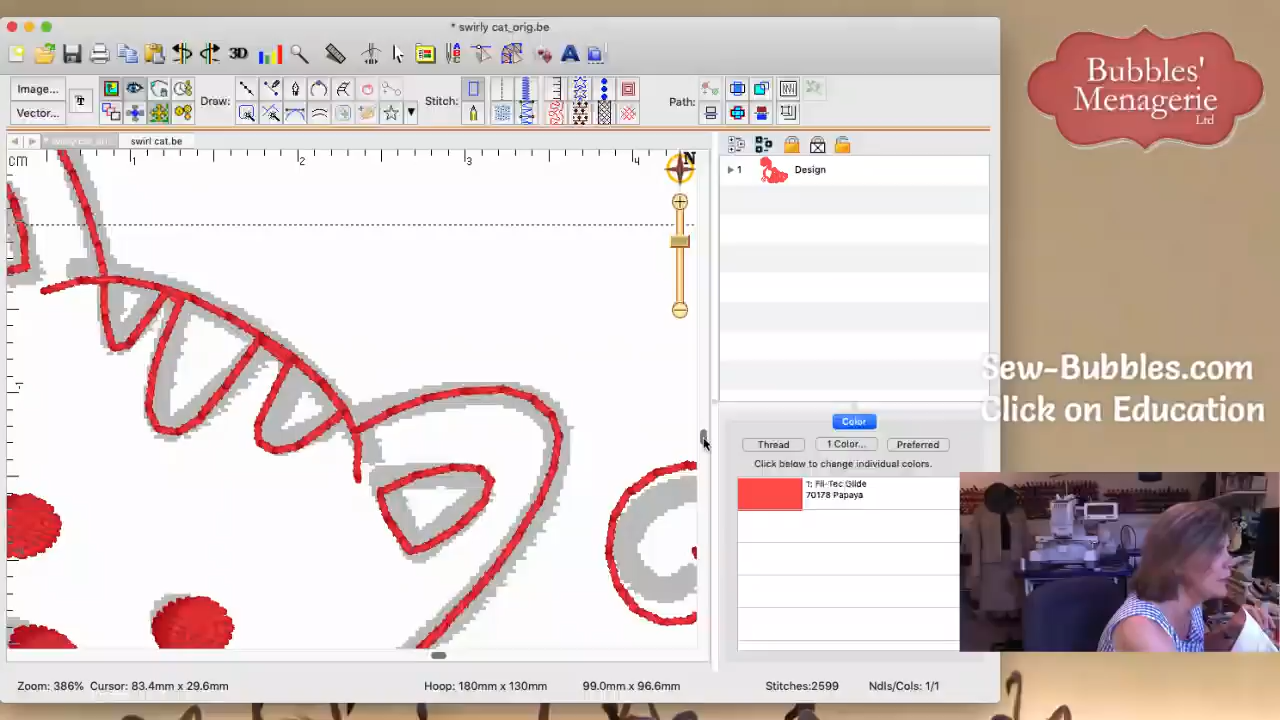 * swirly cat_orig.be
3D
Image...
Vector...
Draw:
Stitch:
Path:
swirl cat.be
cm
1
2
3
4
N
1 Design
Color
Thread
1 Color...
Preferred
Click below to change individual colors.
1: Fil-Tec Glide
70178 Papaya
Zoom: 386% Cursor: 83.4mm x 29.6mm
Hoop: 180mm x 130mm
99.0mm x 96.6mm
Stitches:2599
Ndls/Cols: 1/1
Bubbles'
Menagerie
Ltd
Sew-Bubbles.com
Click on Education